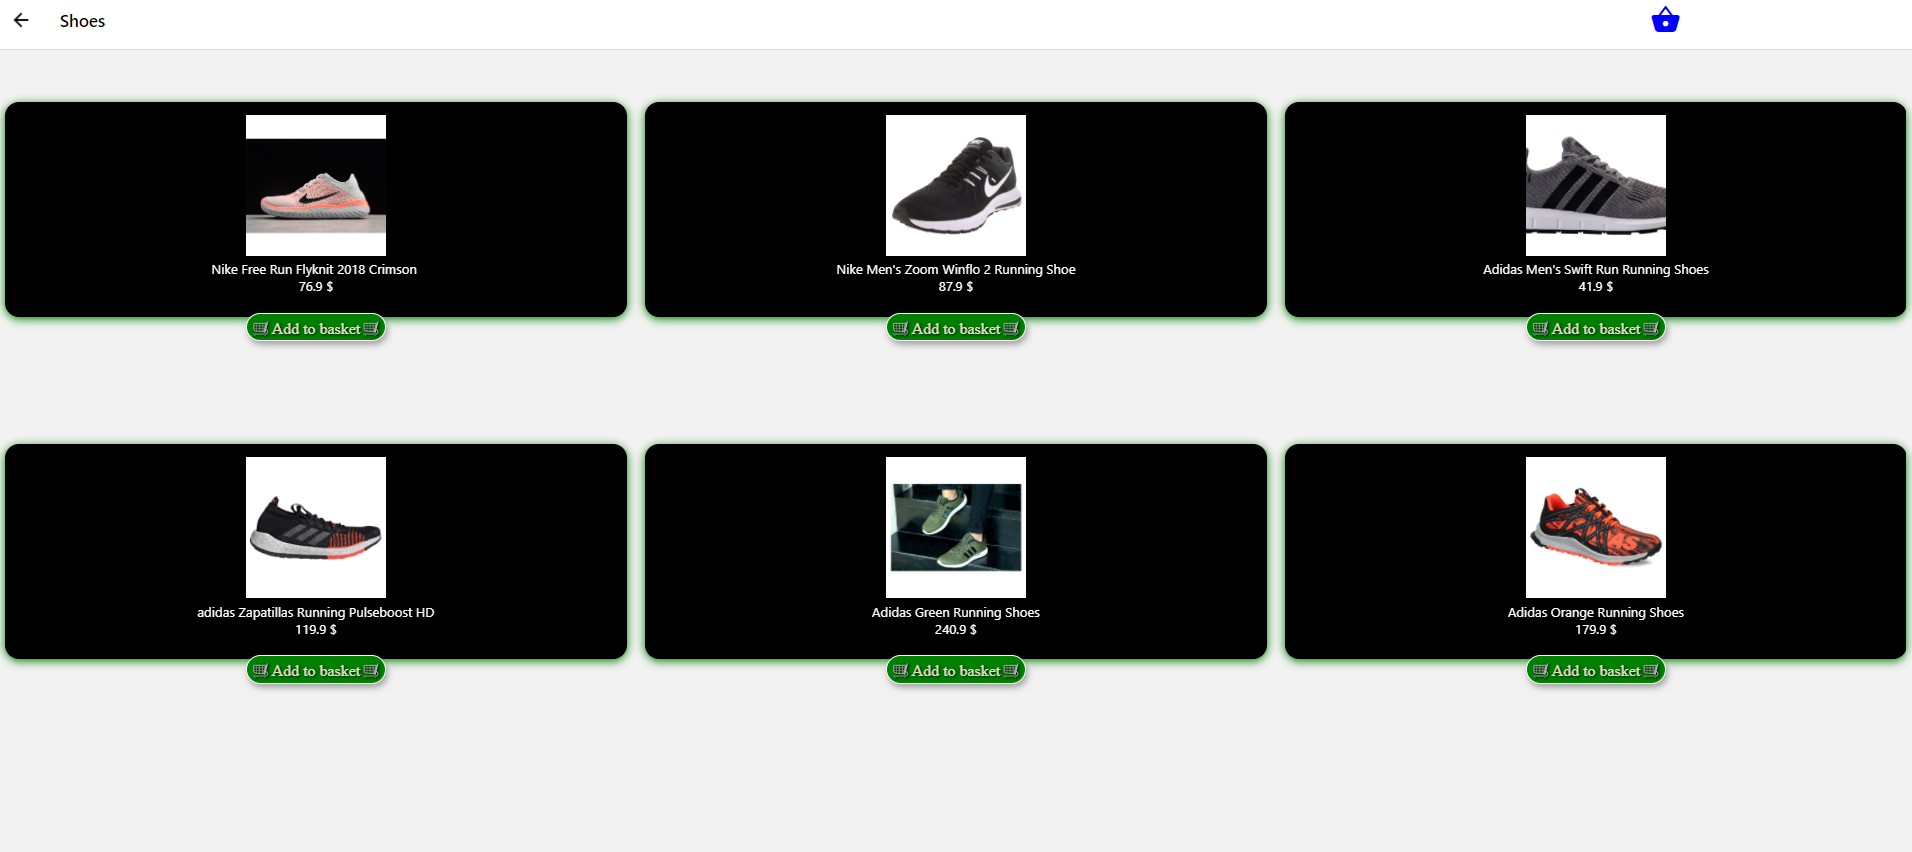 Shoes
Nike Free Run Flyknit 2018 Crimson
76.9 $
🛒 Add to basket 🛒
Nike Men's Zoom Winflo 2 Running Shoe
87.9 $
🛒 Add to basket 🛒
Adidas Men's Swift Run Running Shoes
41.9 $
🛒 Add to basket 🛒
adidas Zapatillas Running Pulseboost HD
119.9 $
🛒 Add to basket 🛒
Adidas Green Running Shoes
240.9 $
🛒 Add to basket 🛒
Adidas Orange Running Shoes
179.9 $
🛒 Add to basket 🛒